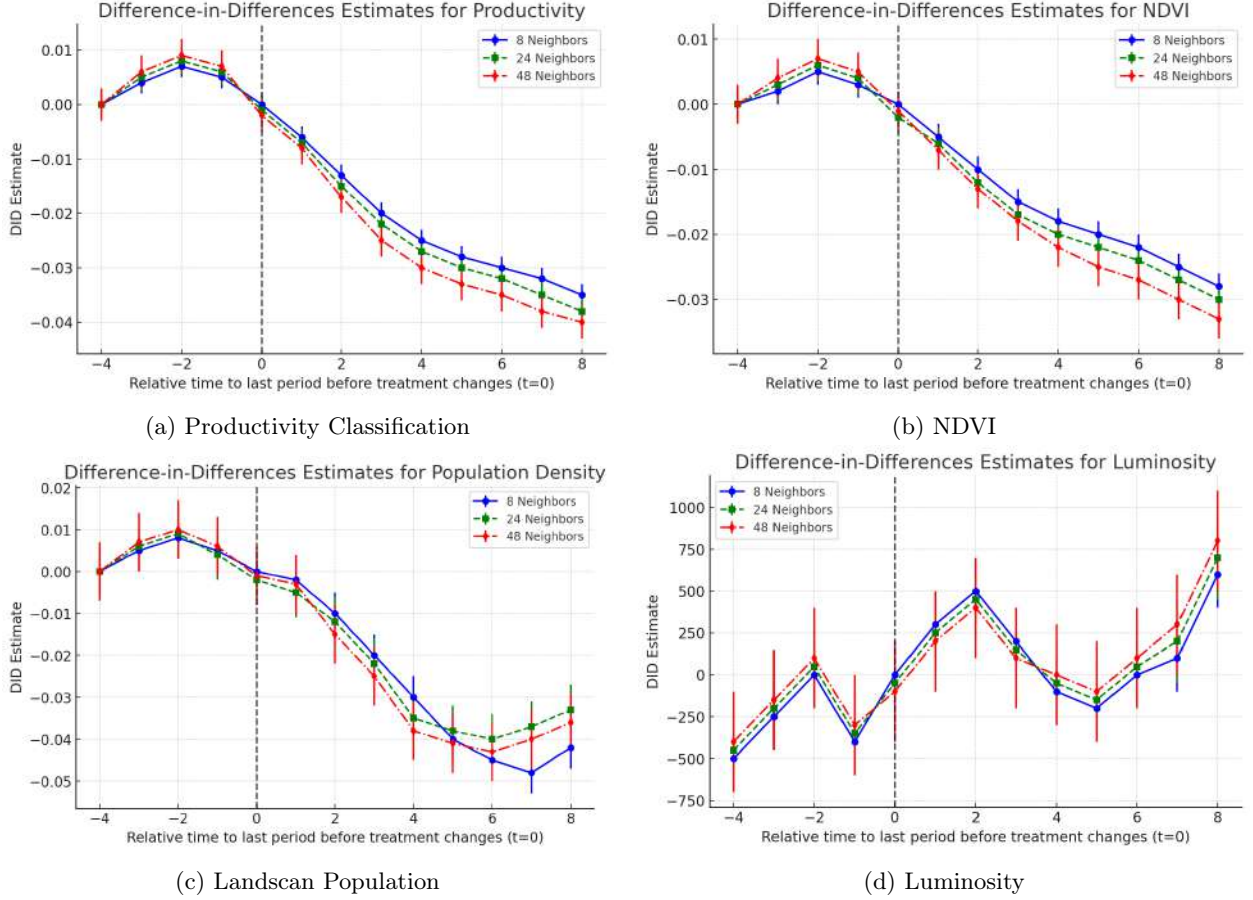 Difference-in-Differences Estimates for Productivity
0.01
0.00
−0.01
−0.02
−0.03
−0.04
DID Estimate
8 Neighbors
24 Neighbors
48 Neighbors
−4 −2 0 2 4 6 8
Relative time to last period before treatment changes (t=0)
(a) Productivity Classification
Difference-in-Differences Estimates for NDVI
0.01
0.00
−0.01
−0.02
−0.03
DID Estimate
8 Neighbors
24 Neighbors
48 Neighbors
−4 −2 0 2 4 6 8
Relative time to last period before treatment changes (t=0)
(b) NDVI
Difference-in-Differences Estimates for Population Density
0.02
0.01
0.00
−0.01
−0.02
−0.03
−0.04
−0.05
DID Estimate
8 Neighbors
24 Neighbors
48 Neighbors
−4 −2 0 2 4 6 8
Relative time to last period before treatment changes (t=0)
(c) Landscan Population
Difference-in-Differences Estimates for Luminosity
1000
750
500
250
0
−250
−500
−750
DID Estimate
8 Neighbors
24 Neighbors
48 Neighbors
−4 −2 0 2 4 6 8
Relative time to last period before treatment changes (t=0)
(d) Luminosity